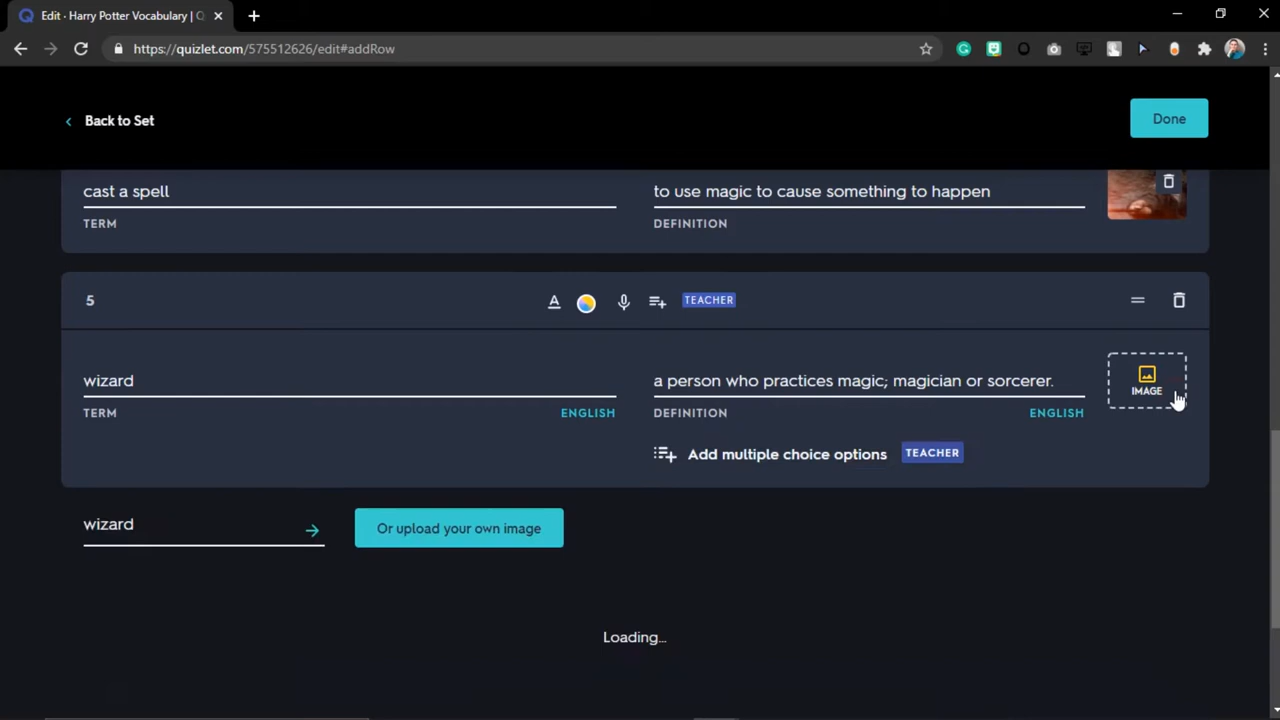 Edit · Harry Potter Vocabulary | Q
https://quizlet.com/575512626/edit#addRow
Back to Set
Done
cast a spell
to use magic to cause something to happen
TERM
DEFINITION
5
TEACHER
wizard
a person who practices magic; magician or sorcerer.
IMAGE
TERM
ENGLISH
DEFINITION
ENGLISH
Add multiple choice options
TEACHER
wizard
Or upload your own image
Loading...